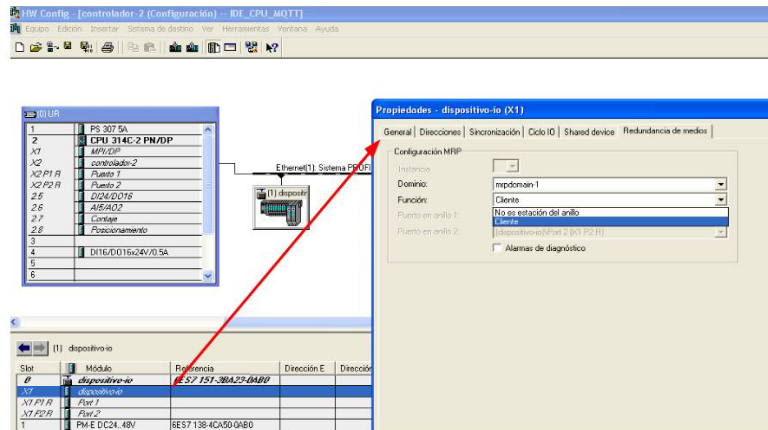 HW Config - [controlador-2 (Configuración) -- IDE_CPU_MQTT]
Equipo Edición Insertar Sistema de destino Ver Herramientas Ventana Ayuda
(0) UR
1 PS 307 5A
2 CPU 314C-2 PN/DP
X1 MPI/DP
X2 controlador-2
X2 P1 R Puerto 1
X2 P2 R Puerto 2
2.5 DI24/DO16
2.6 AI5/AO2
2.7 Contaje
2.8 Posicionamiento
3
4 DI16/DO16x24V/0.5A
5
6
Ethernet(1): Sistema PROFI
(1) dispositi
Propiedades - dispositivo-io (X1)
General Direcciones Sincronización Ciclo IO Shared device Redundancia de medios
Configuración MRP
Instancia
Dominio: mrpdomain-1
Función: Cliente
No es estación del anillo
Puerto en anillo 1: Cliente
Puerto en anillo 2: (dispositivo-io)\Port 2 (X1 P2 R)
Alarmas de diagnóstico
(1) dispositivo-io
Slot Módulo Referencia Dirección E Dirección
0 dispositivo-io 6ES7 151-3BA23-0AB0
X1 dispositivo-io
X1 P1 R Port 1
X1 P2 R Port 2
1 PM-E DC24..48V 6ES7 138-4CA50-0AB0